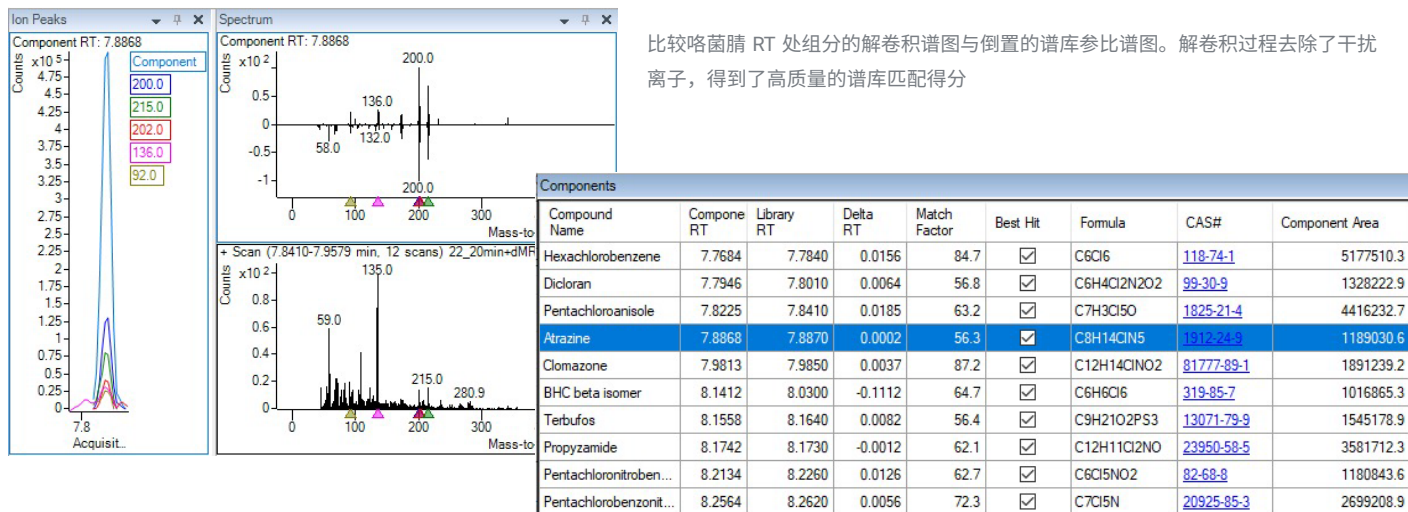 Ion Peaks
Component RT: 7.8868
Counts
x10 5
4.75
4.5
4.25
4
3.75
3.5
3.25
3
2.75
2.5
2.25
2
1.75
1.5
1.25
1
0.75
0.5
0.25
0
7.8
Acquisit...
Component
200.0
215.0
202.0
136.0
92.0
Spectrum
Component RT: 7.8868
Counts
x10 2
200.0
0.5
136.0
0
132.0
58.0
-0.5
-1
200.0
0 100 200 300
Mass-to
+ Scan (7.8410-7.9579 min, 12 scans) 22_20min+dMR
Counts
x10 2
135.0
0.8
0.6
59.0
0.4
0.2
215.0
280.9
0
0 100 200 300
Mass-to
比较咯菌腈 RT 处组分的解卷积谱图与倒置的谱库参比谱图。解卷积过程去除了干扰
离子，得到了高质量的谱库匹配得分
Components
Compound Name Compone RT Library RT Delta RT Match Factor Best Hit Formula CAS# Component Area
Hexachlorobenzene 7.7684 7.7840 0.0156 84.7 C6Cl6 118-74-1 5177510.3
Dicloran 7.7946 7.8010 0.0064 56.8 C6H4Cl2N2O2 99-30-9 1328222.9
Pentachloroanisole 7.8225 7.8410 0.0185 63.2 C7H3Cl5O 1825-21-4 4416232.7
Atrazine 7.8868 7.8870 0.0002 56.3 C8H14ClN5 1912-24-9 1189030.6
Clomazone 7.9813 7.9850 0.0037 87.2 C12H14ClNO2 81777-89-1 1891239.2
BHC beta isomer 8.1412 8.0300 -0.1112 64.7 C6H6Cl6 319-85-7 1016865.3
Terbufos 8.1558 8.1640 0.0082 56.4 C9H21O2PS3 13071-79-9 1545178.9
Propyzamide 8.1742 8.1730 -0.0012 62.1 C12H11Cl2NO 23950-58-5 3581712.3
Pentachloronitroben... 8.2134 8.2260 0.0126 62.7 C6Cl5NO2 82-68-8 1180843.6
Pentachlorobenzonit... 8.2564 8.2620 0.0056 72.3 C7Cl5N 20925-85-3 2699208.9